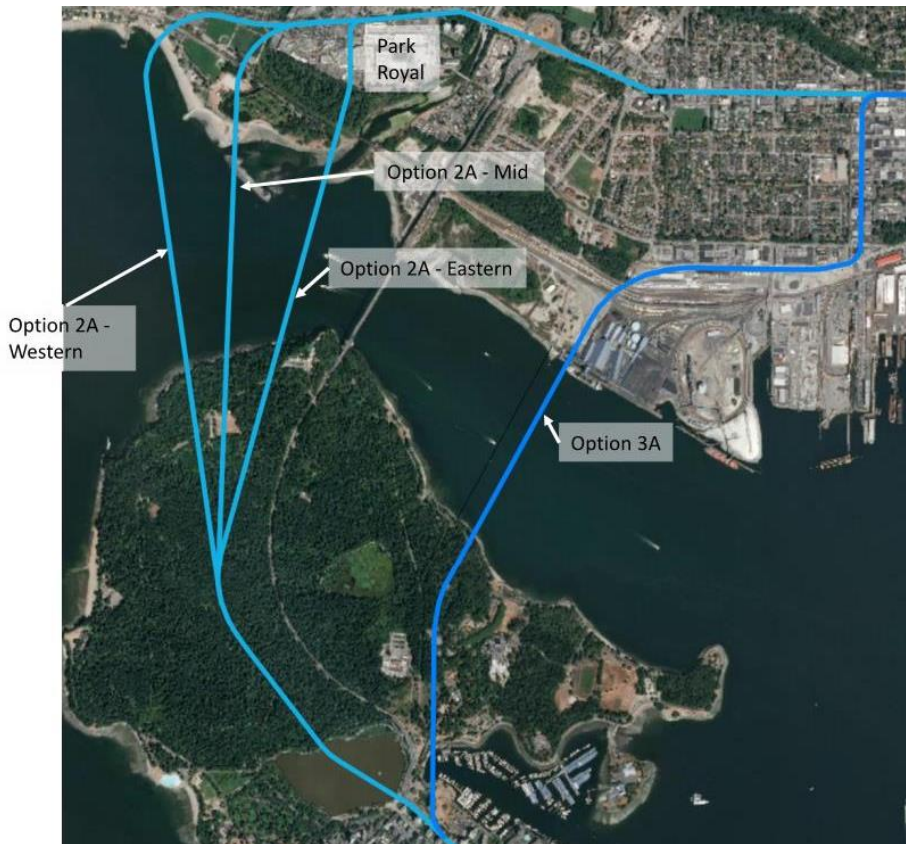 Park
Royal
Option 2A - Mid
Option 2A - Eastern
Option 2A -
Western
Option 3A